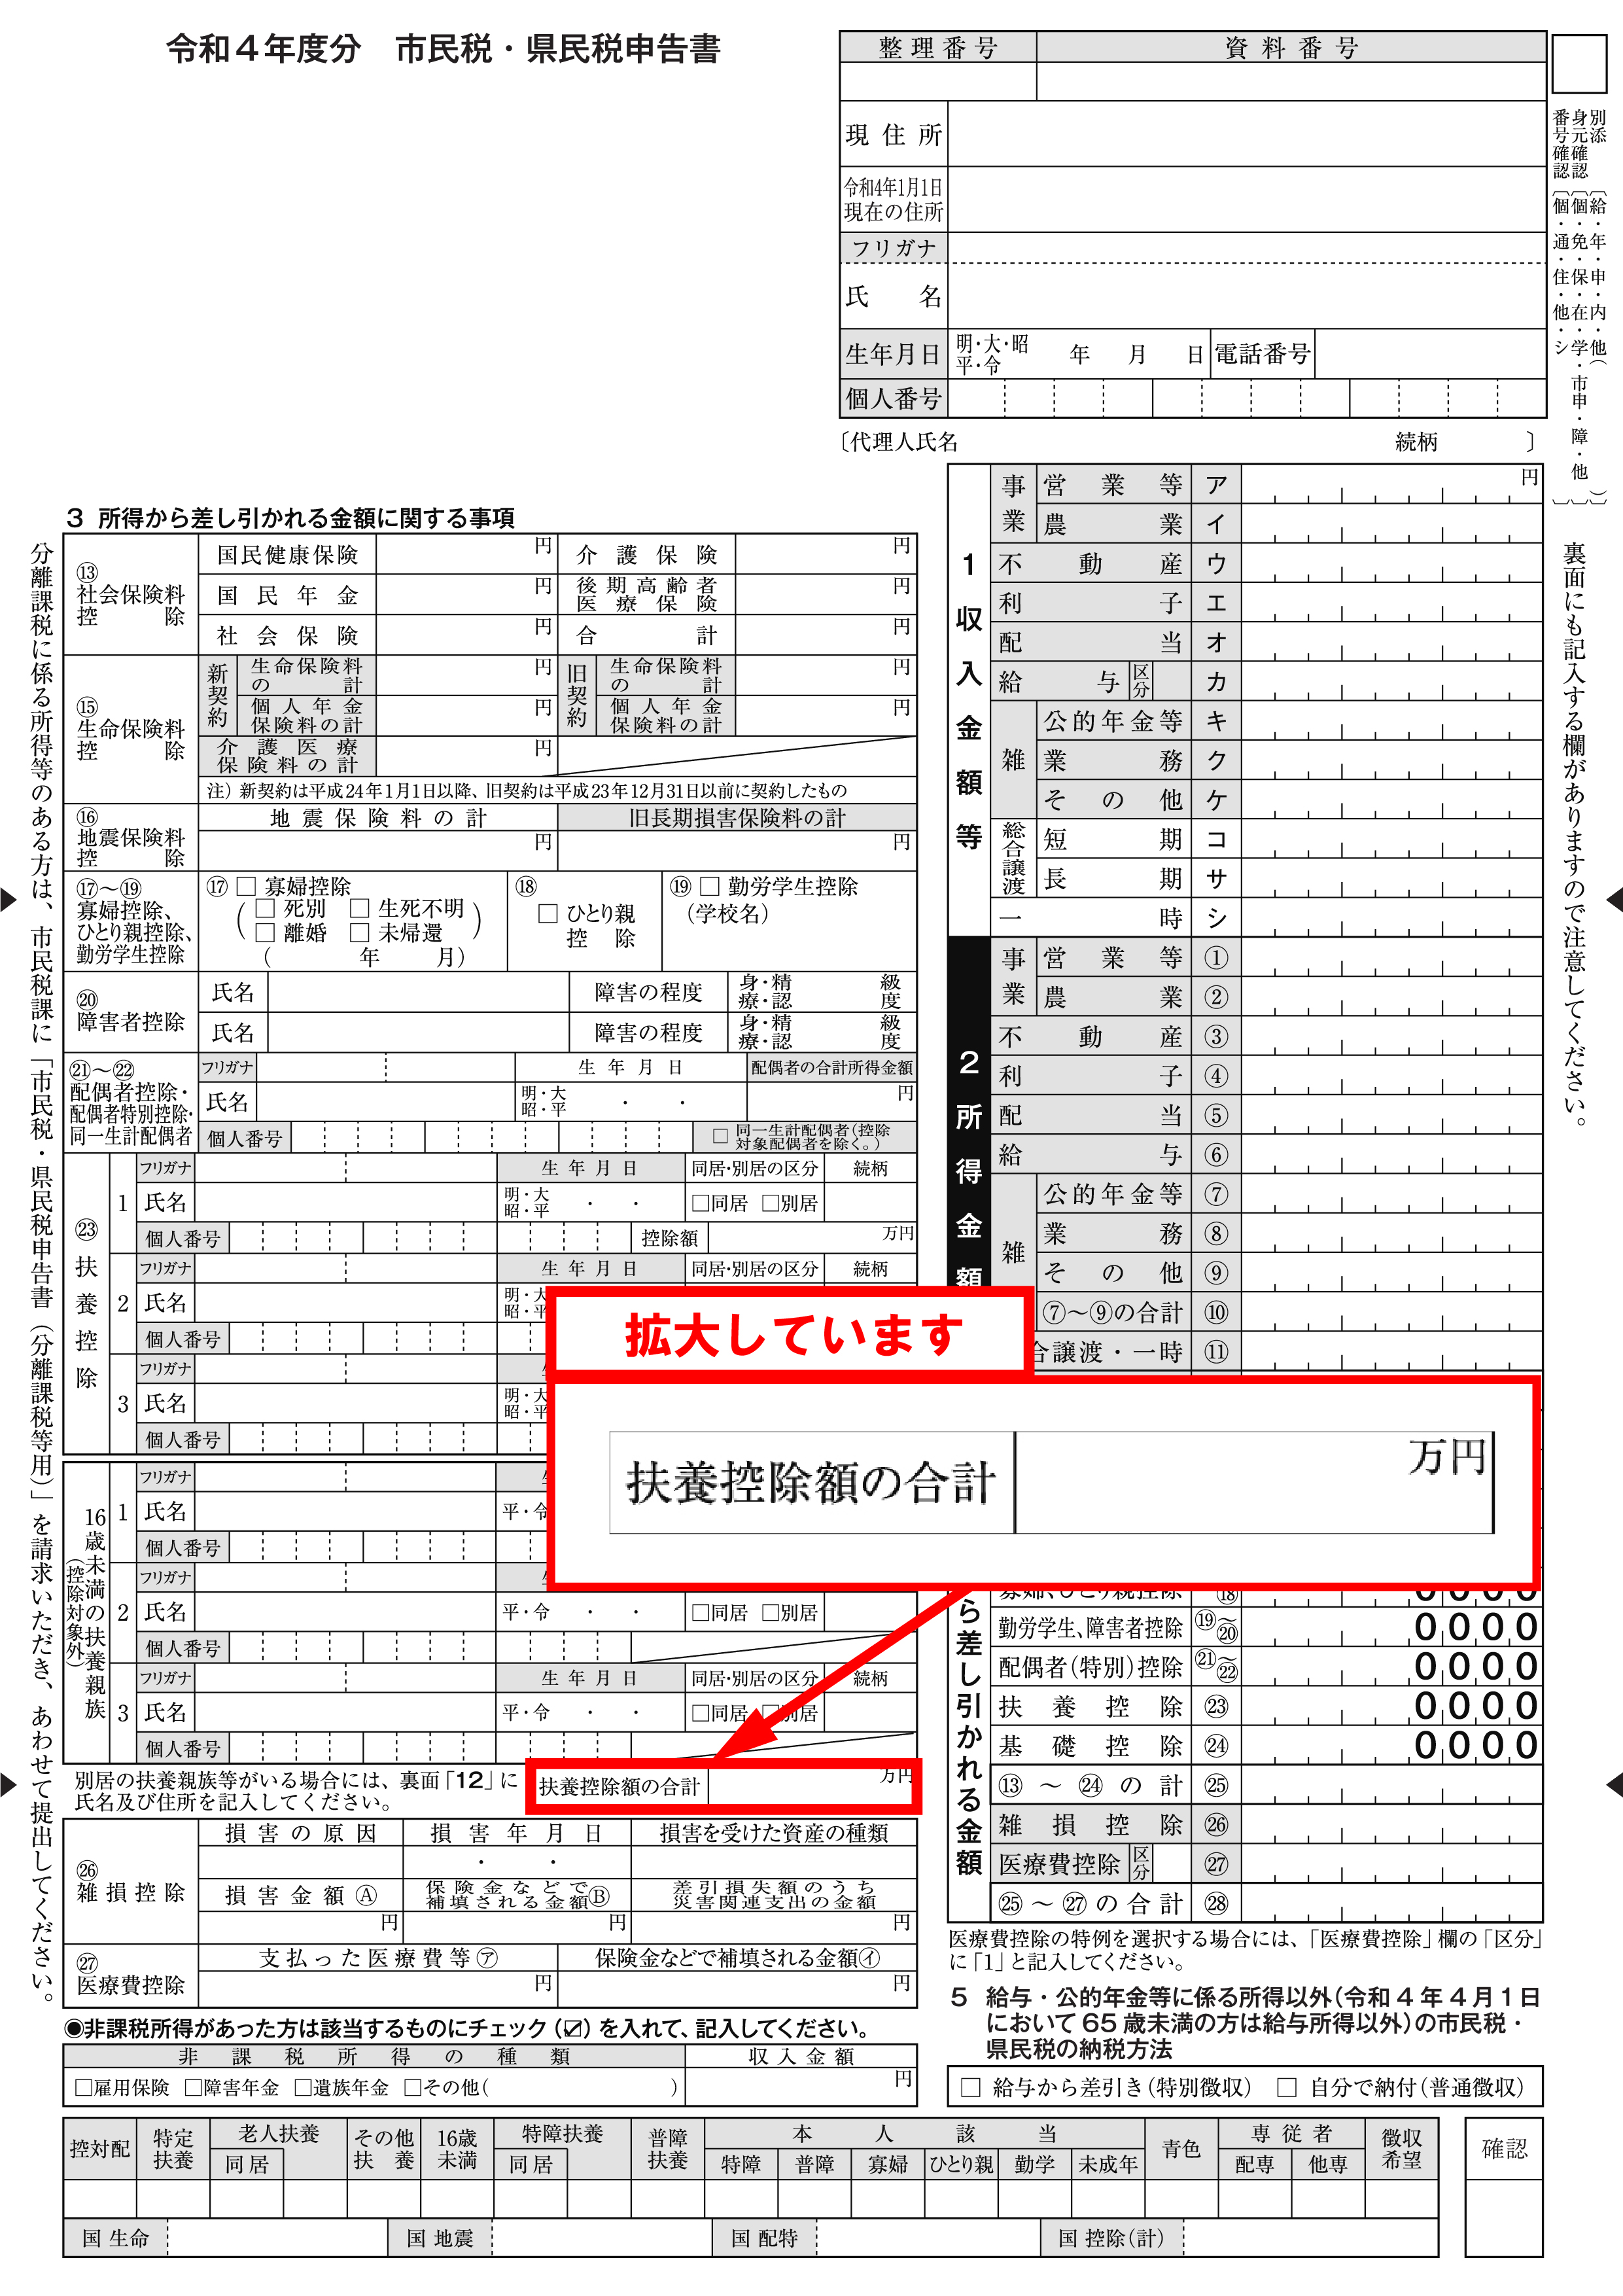 令和４年度分　市民税・県民税申告書
整理番号　資料番号
現住所
令和4年1月1日
現在の住所
フリガナ
氏　名
生年月日　明・大・昭　年　月　日　電話番号
平・令
個人番号
〔代理人氏名　続柄　〕
別添〔給・年・申・内・他（　）〕
身元確認〔個・免・保・在・学・市申・障・他〕
番号確認〔個・通・住・他・シ　〕
分離課税に係る所得等のある方は、市民税課に「市民税・県民税申告書（分離課税等用）」を請求いただき、あわせて提出してください。
裏面にも記入する欄がありますので注意してください。
3　所得から差し引かれる金額に関する事項
⑬社会保険料控除
国民健康保険　円　介護保険　円
国民年金　円　後期高齢者医療保険　円
社会保険　円　合計　円
⑮生命保険料控除
新契約　生命保険料の計　円　旧契約　生命保険料の計　円
個人年金保険料の計　円　個人年金保険料の計　円
介護医療保険料の計　円
注）新契約は平成24年1月1日以降、旧契約は平成23年12月31日以前に契約したもの
⑯地震保険料控除
地震保険料の計　旧長期損害保険料の計
円　円
⑰～⑲
寡婦控除、
ひとり親控除、
勤労学生控除
⑰□寡婦控除
（□死別　□生死不明
□離婚　□未帰還）
（　年　月）
⑱
□ひとり親
控除
⑲□勤労学生控除
（学校名）
⑳障害者控除
氏名　障害の程度　身・精　級
療・認　度
氏名　障害の程度　身・精　級
療・認　度
㉑～㉒
配偶者控除・
配偶者特別控除・
同一生計配偶者
フリガナ　生年月日　配偶者の合計所得金額
氏名　明・大　・　・　円
昭・平
個人番号　□同一生計配偶者（控除
対象配偶者を除く。）
㉓扶養控除
1　フリガナ　生年月日　同居・別居の区分　続柄
氏名　明・大　・　・　□同居　□別居
昭・平
個人番号　控除額　万円
2　フリガナ　生年月日　同居・別居の区分　続柄
氏名　明・大
昭・平
個人番号
3　フリガナ
氏名　明・大
昭・平
個人番号
16歳未満の扶養親族
（控除対象外）
1　フリガナ
氏名　平・令
個人番号
2　フリガナ
氏名　平・令　・　・　□同居　□別居
個人番号
3　フリガナ　生年月日　同居・別居の区分　続柄
氏名　平・令　・　・　□同居　□別居
個人番号
別居の扶養親族等がいる場合には、裏面「12」に
氏名及び住所を記入してください。
扶養控除額の合計　万円
㉖雑損控除
損害の原因　損害年月日　損害を受けた資産の種類
・　・
損害金額Ⓐ　保険金などで補填される金額Ⓑ　差引損失額のうち災害関連支出の金額
円　円　円
㉗医療費控除
支払った医療費等㋐　保険金などで補填される金額㋑
円　円
◉非課税所得があった方は該当するものにチェック（☑）を入れて、記入してください。
非課税所得の種類　収入金額
□雇用保険　□障害年金　□遺族年金　□その他（　）　円
1　収入金額等
事業　営業等　ア　円
農業　イ
不動産　ウ
利子　エ
配当　オ
給与　区分　カ
雑　公的年金等　キ
業務　ク
その他　ケ
総合譲渡　短期　コ
長期　サ
一時　シ
2　所得金額
事業　営業等　①
農業　②
不動産　③
利子　④
配当　⑤
給与　⑥
雑　公的年金等　⑦
業務　⑧
その他　⑨
⑦～⑨の合計　⑩
合譲渡・一時　⑪
拡大しています
扶養控除額の合計　万円
ら差し引かれる金額
寡婦、ひとり親控除　⑱　0000
勤労学生、障害者控除　⑲～⑳　0000
配偶者（特別）控除　㉑～㉒　0000
扶養控除　㉓　0000
基礎控除　㉔　0000
⑬～㉔の計　㉕
雑損控除　㉖
医療費控除　区分　㉗
㉕～㉗の合計　㉘
医療費控除の特例を選択する場合には、「医療費控除」欄の「区分」
に「1」と記入してください。
5　給与・公的年金等に係る所得以外（令和4年4月1日
において65歳未満の方は給与所得以外）の市民税・
県民税の納税方法
□　給与から差引き（特別徴収）　□　自分で納付（普通徴収）
控対配　特定扶養　老人扶養　同居　その他扶養　16歳未満　特障扶養　同居　普障扶養　本人該当　特障　普障　寡婦　ひとり親　勤学　未成年　青色　専従者　配専　他専　徴収希望　確認
国 生命　国 地震　国 配特　国 控除（計）